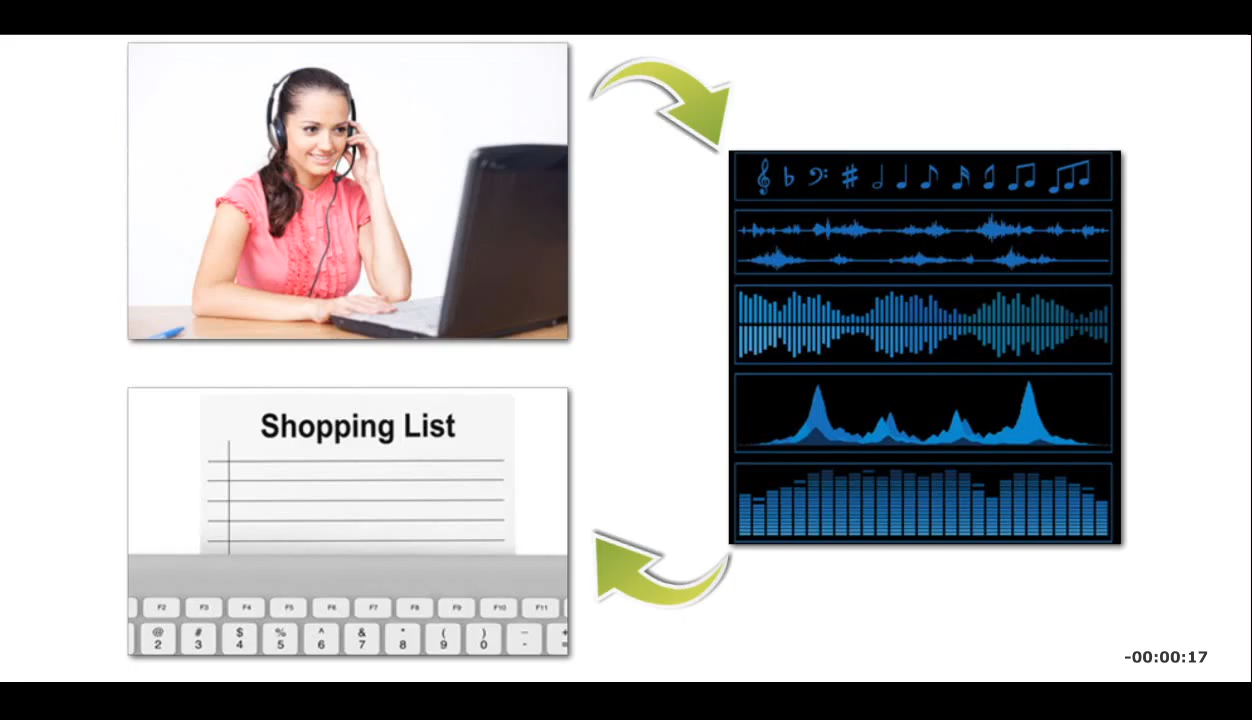 Shopping List
F2 F3 F4 F5 F6 F7 F8 F9 F10 F11
@ # $ % ^ & * ( ) _ +
2 3 4 5 6 7 8 9 0 - =
-00:00:17